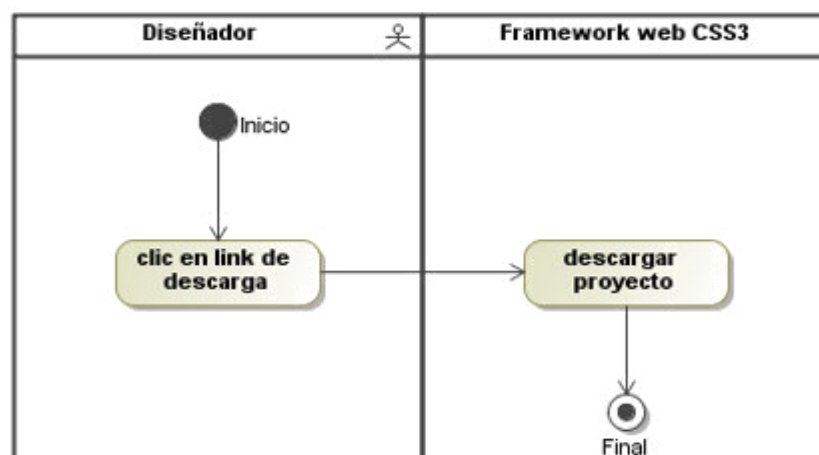 Diseñador
Framework web CSS3
Inicio
clic en link de
descarga
descargar
proyecto
Final